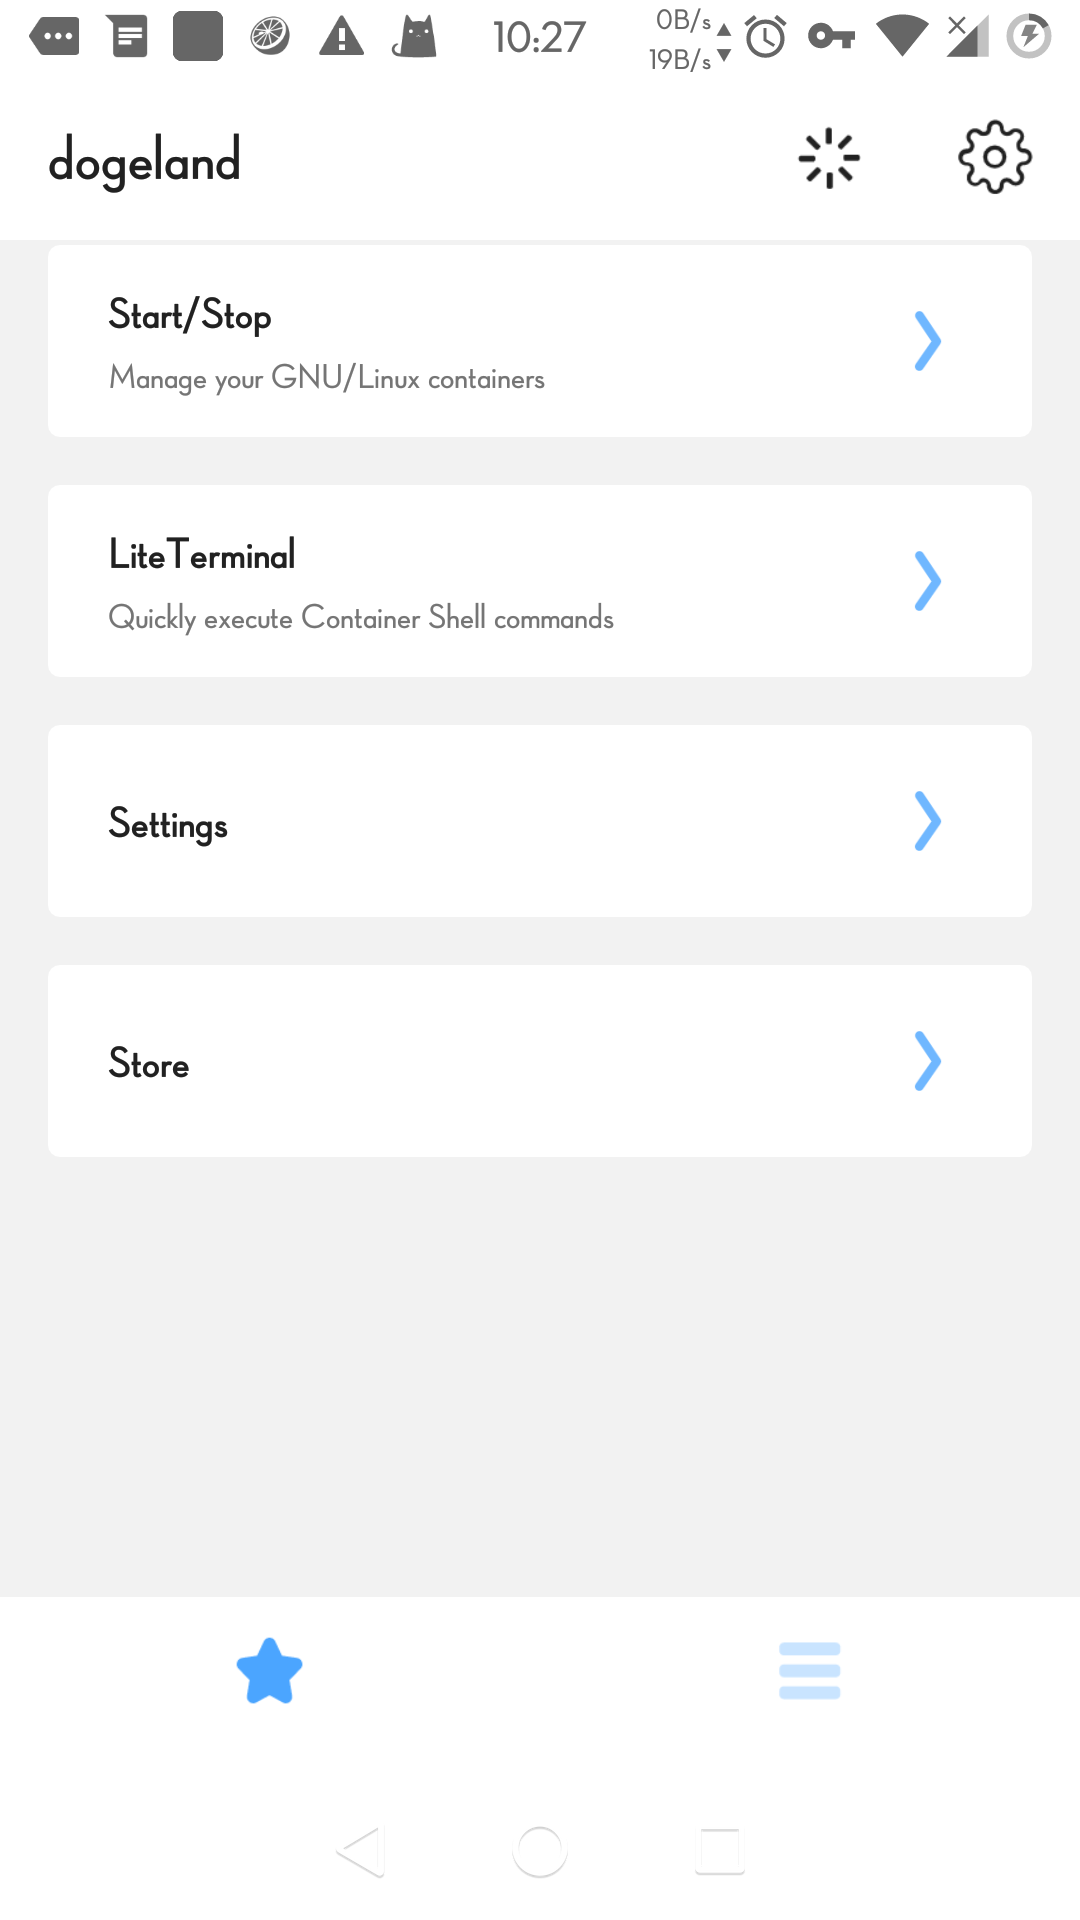 10:27
0B/s
19B/s
dogeland
Start/Stop
Manage your GNU/Linux containers
LiteTerminal
Quickly execute Container Shell commands
Settings
Store